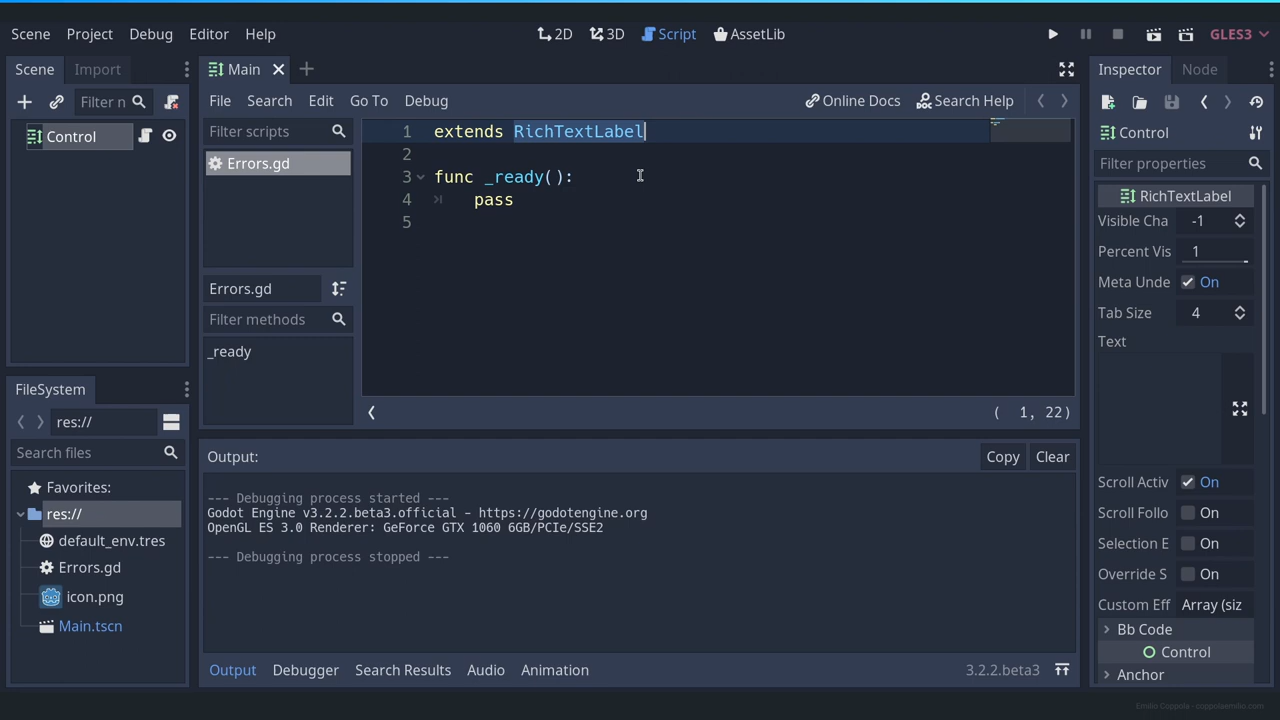 Scene Project Debug Editor Help 2D 3D Script AssetLib GLES3
Scene Import
Filter n
Control
Main
File Search Edit Go To Debug Online Docs Search Help
Filter scripts
Errors.gd
Errors.gd
Filter methods
_ready
1 extends RichTextLabel
2
3 func _ready():
4 pass
5
( 1, 22)
FileSystem
res://
Search files
Favorites:
res://
default_env.tres
Errors.gd
icon.png
Main.tscn
Output: Copy Clear
--- Debugging process started ---
Godot Engine v3.2.2.beta3.official - https://godotengine.org
OpenGL ES 3.0 Renderer: GeForce GTX 1060 6GB/PCIe/SSE2
--- Debugging process stopped ---
Output Debugger Search Results Audio Animation 3.2.2.beta3
Inspector Node
Control
Filter properties
RichTextLabel
Visible Cha -1
Percent Vis 1
Meta Unde On
Tab Size 4
Text
Scroll Activ On
Scroll Follo On
Selection E On
Override S On
Custom Eff Array (siz
Bb Code
Control
Anchor
Emilio Coppola - coppolaemilio.com